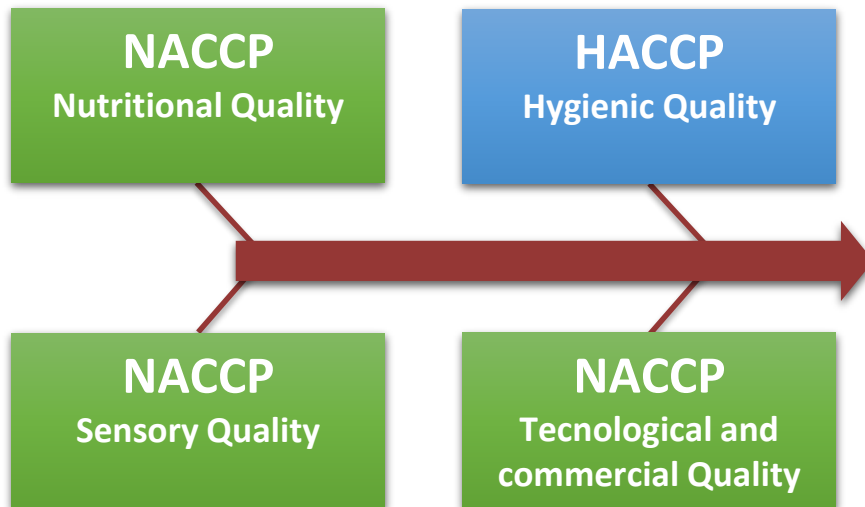 NACCP
Nutritional Quality
HACCP
Hygienic Quality
NACCP
Sensory Quality
NACCP
Tecnological and
commercial Quality